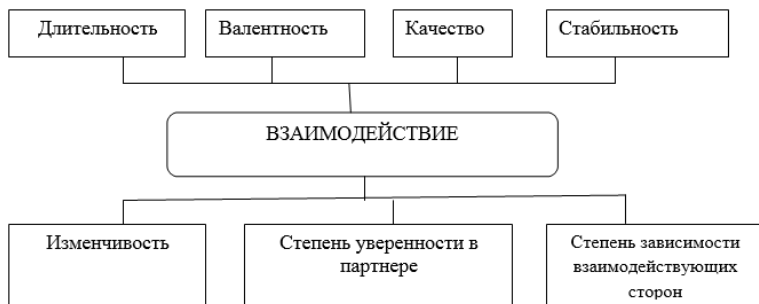 Длительность
Валентность
Качество
Стабильность
ВЗАИМОДЕЙСТВИЕ
Изменчивость
Степень уверенности в
партнере
Степень зависимости
взаимодействующих
сторон